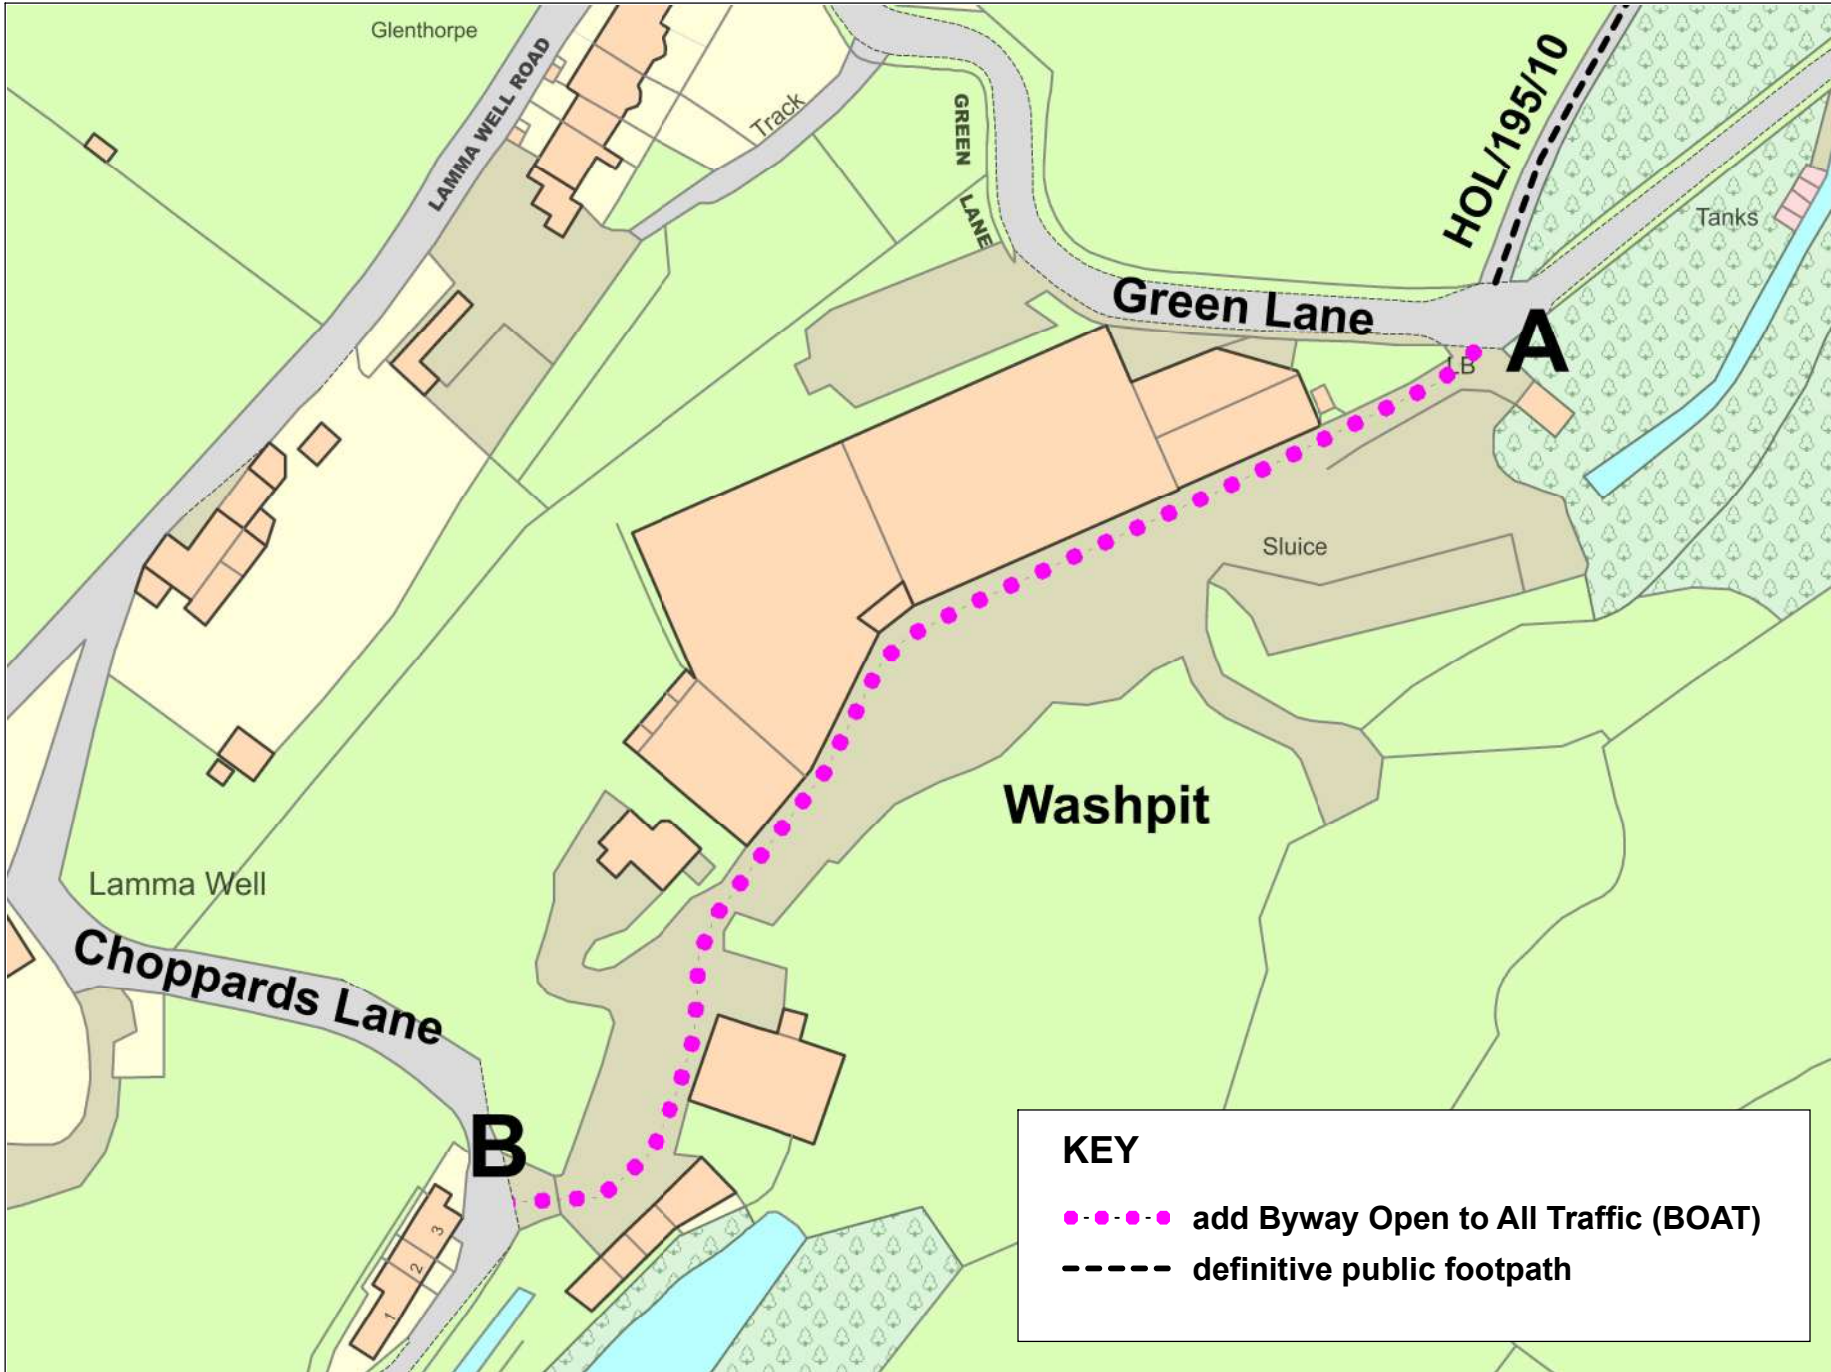 Glenthorpe
LAMMA WELL ROAD
Track
GREEN LANE
HOL/195/10
Tanks
Green Lane
A
LB
Sluice
Washpit
Lamma Well
Choppards Lane
B
3
2
1
KEY
add Byway Open to All Traffic (BOAT)
definitive public footpath